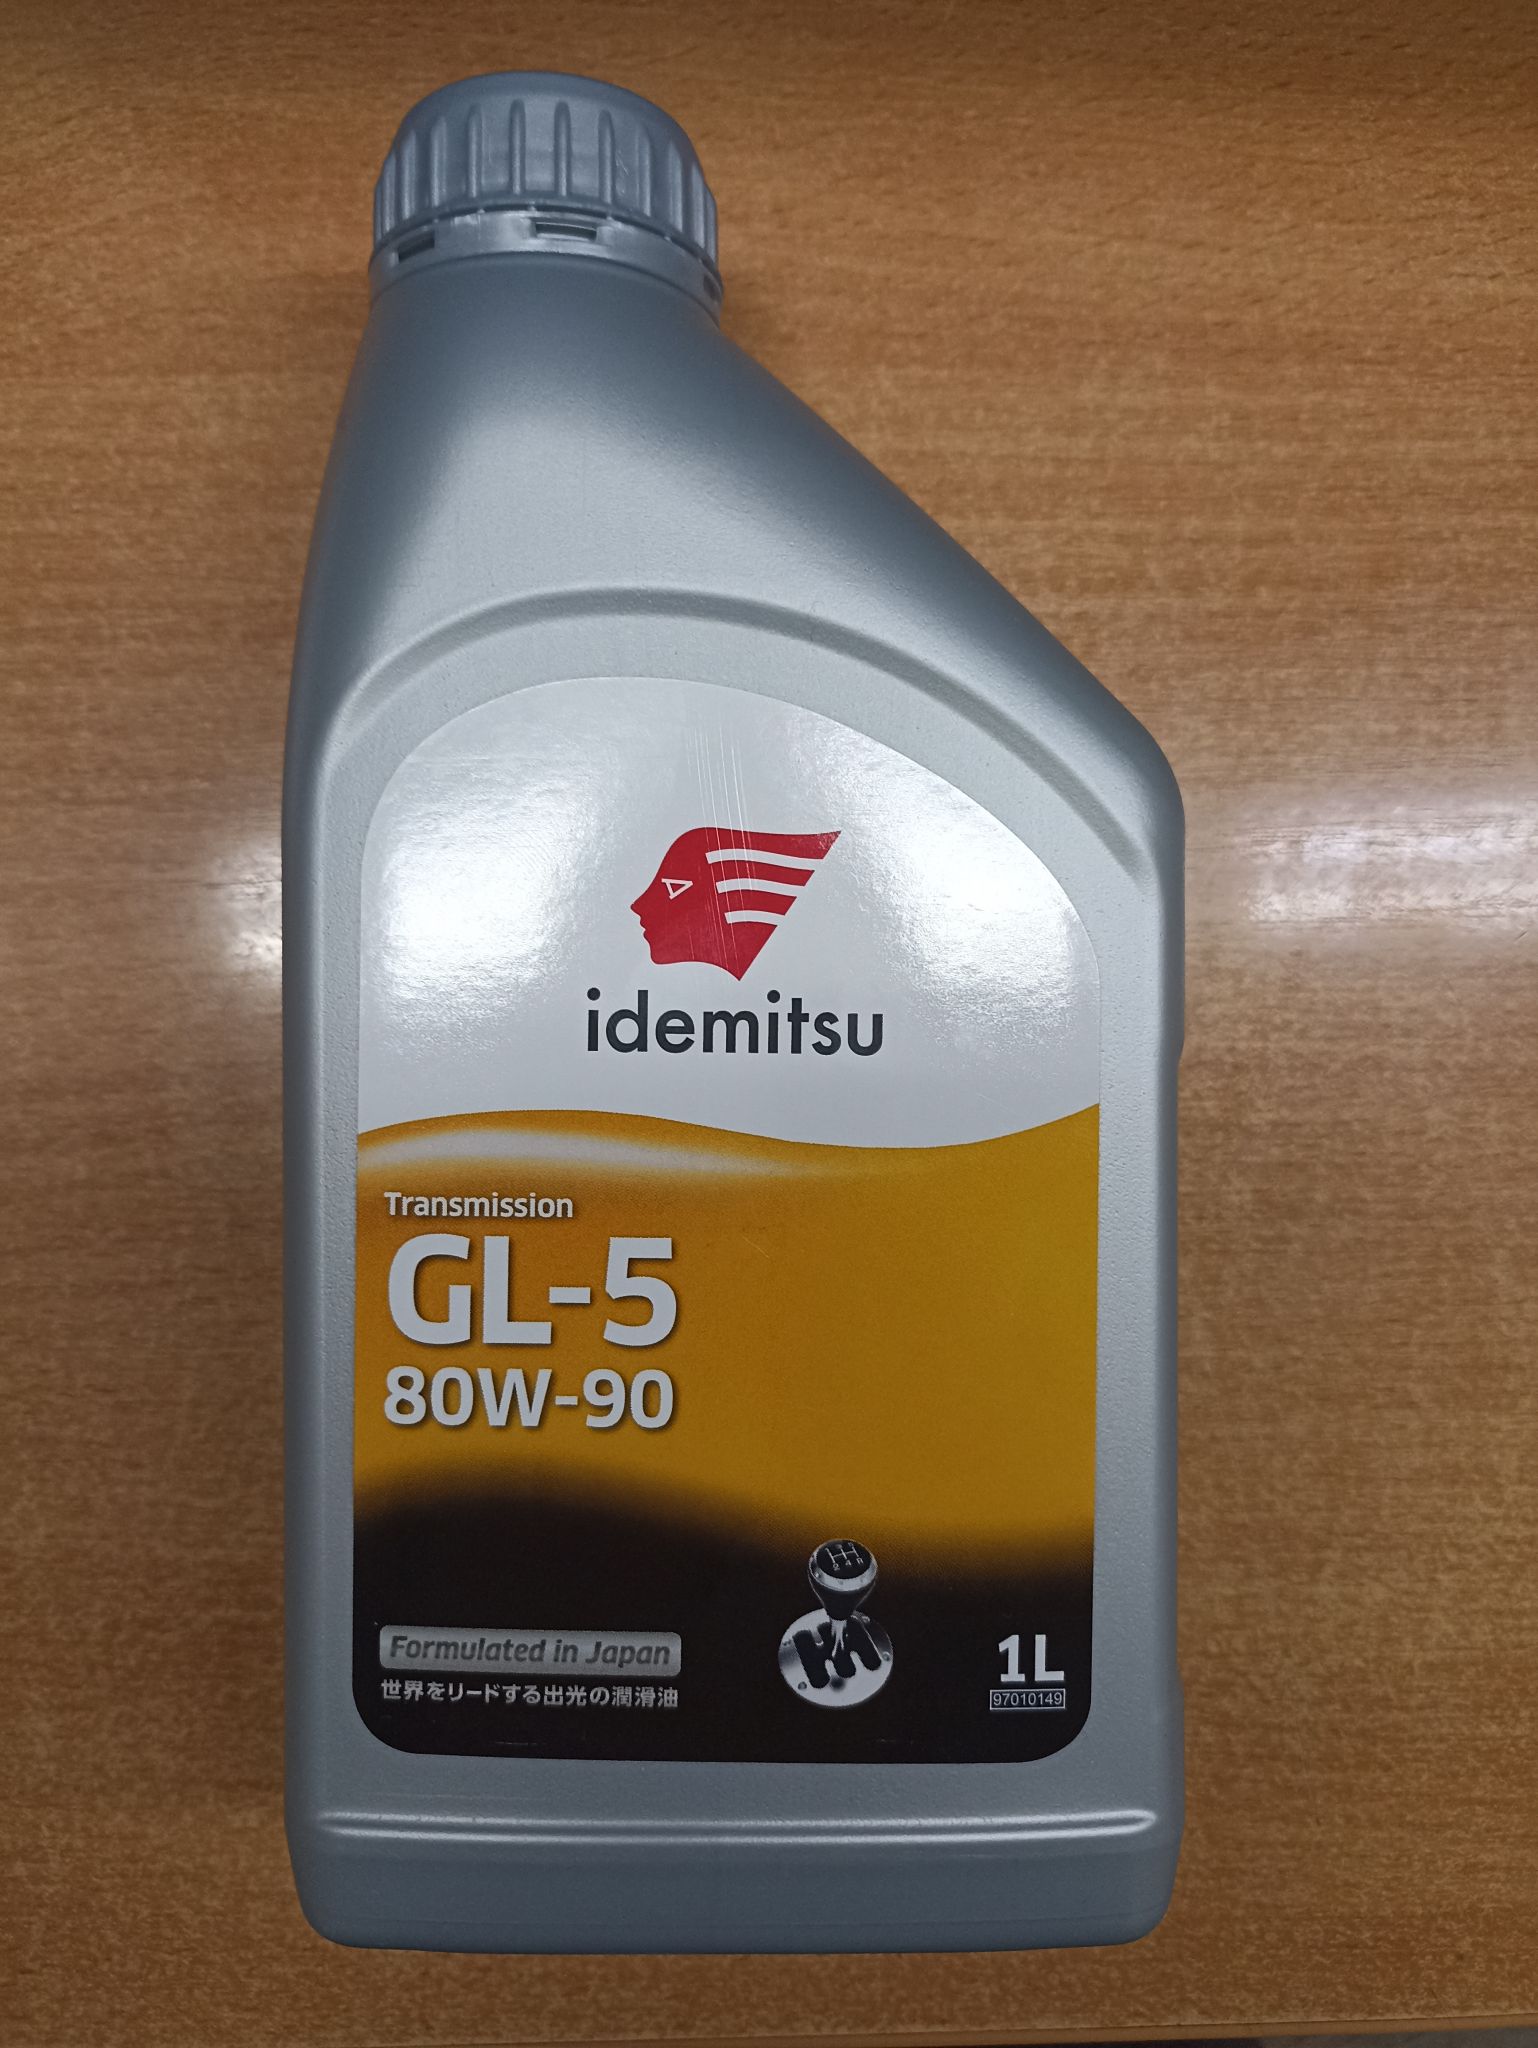 idemitsu
Transmission
GL-5
80W-90
Formulated in Japan
世界をリードする出光の潤滑油
1L
97010149